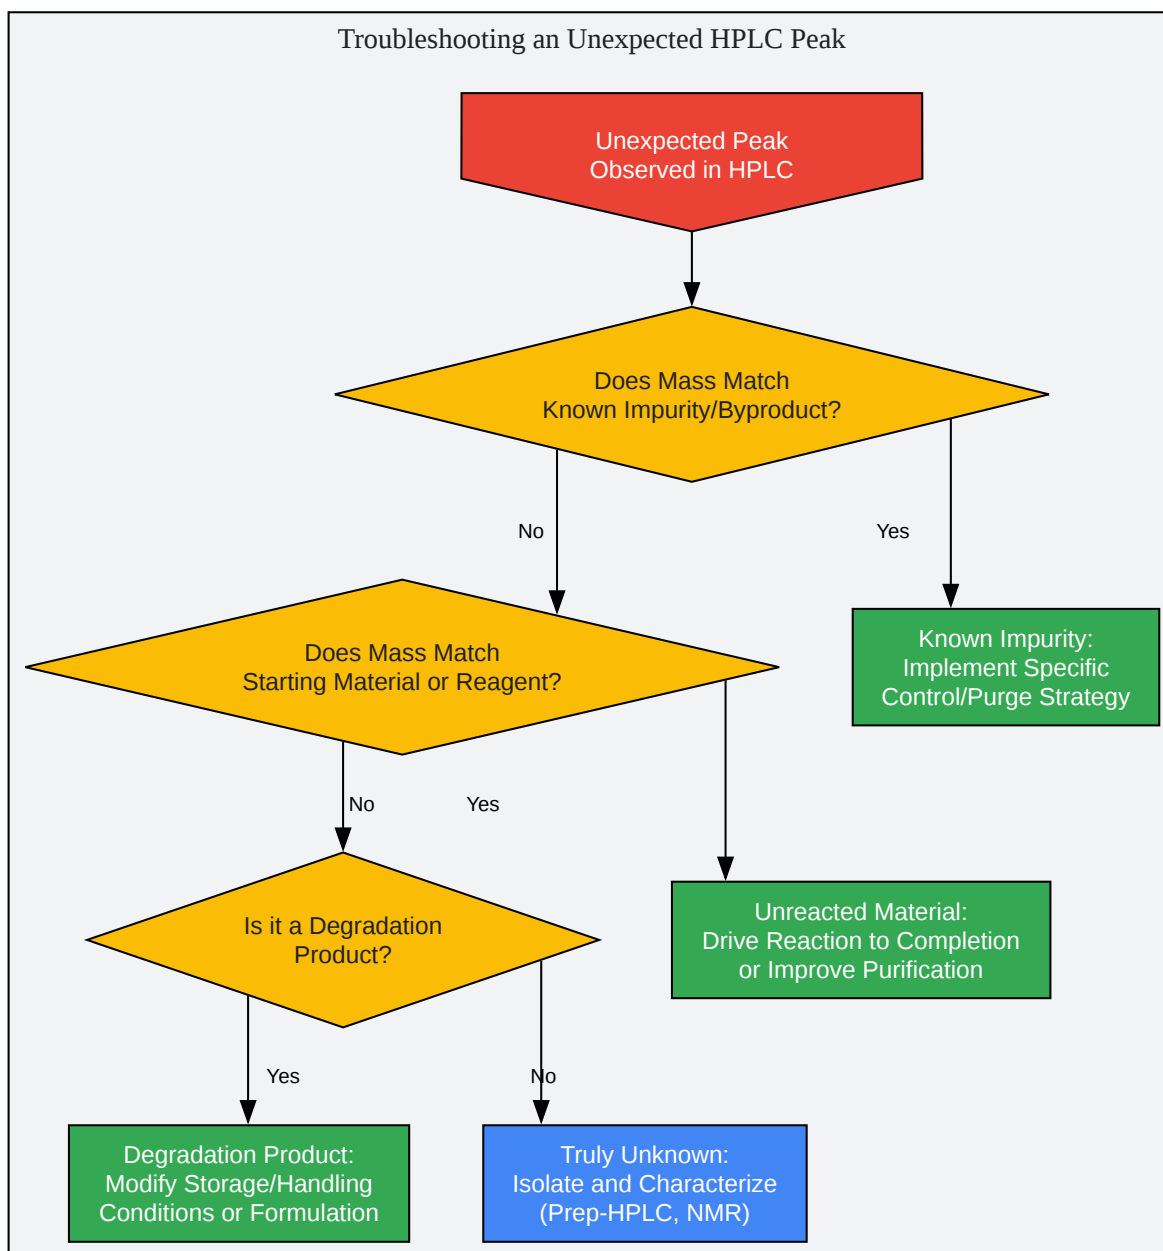 Troubleshooting an Unexpected HPLC Peak
Unexpected Peak
Observed in HPLC
Does Mass Match
Known Impurity/Byproduct?
No
Yes
Does Mass Match
Starting Material or Reagent?
Known Impurity:
Implement Specific
Control/Purge Strategy
No
Yes
Is it a Degradation
Product?
Unreacted Material:
Drive Reaction to Completion
or Improve Purification
Yes
No
Degradation Product:
Modify Storage/Handling
Conditions or Formulation
Truly Unknown:
Isolate and Characterize
(Prep-HPLC, NMR)